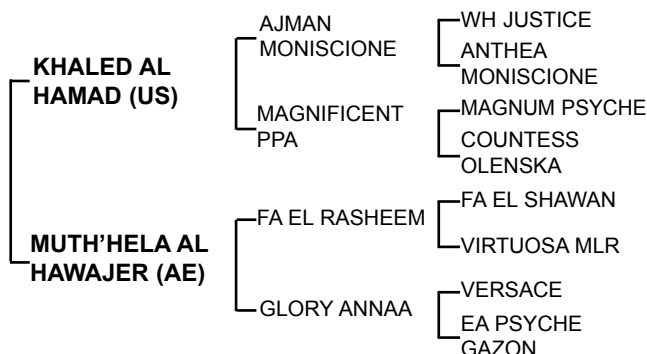 KHALED AL
HAMAD (US)
AJMAN
MONISCIONE
WH JUSTICE
ANTHEA
MONISCIONE
MAGNIFICENT
PPA
MAGNUM PSYCHE
COUNTESS
OLENSKA
MUTH'HELA AL
HAWAJER (AE)
FA EL RASHEEM
FA EL SHAWAN
VIRTUOSA MLR
GLORY ANNAA
VERSACE
EA PSYCHE
GAZON